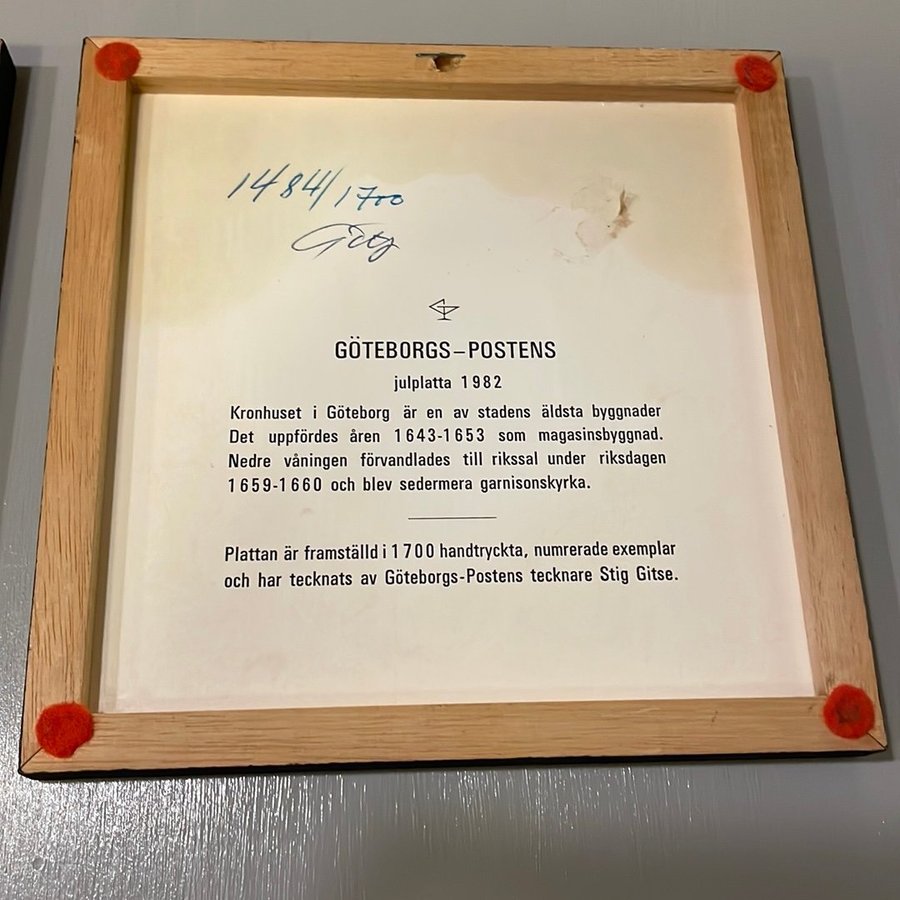 1484/1700
Gitse
GÖTEBORGS–POSTENS
julplatta 1982
Kronhuset i Göteborg är en av stadens äldsta byggnader
Det uppfördes åren 1643-1653 som magasinsbyggnad.
Nedre våningen förvandlades till rikssal under riksdagen
1659-1660 och blev sedermera garnisonskyrka.
Plattan är framställd i 1700 handtryckta, numrerade exemplar
och har tecknats av Göteborgs-Postens tecknare Stig Gitse.